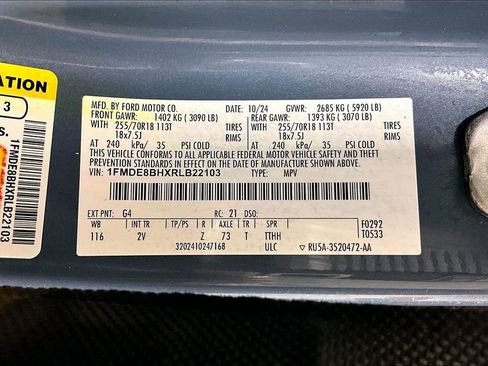 ATION
3
S.
1FMDE8BHXRLB22103
MFD. BY FORD MOTOR CO.
DATE: 10/24 GVWR: 2685 KG ( 5920 LB)
FRONT GAWR: 1402 KG ( 3090 LB) REAR GAWR: 1393 KG ( 3070 LB)
WITH 255/70R18 113T TIRES WITH 255/70R18 113T TIRES
18x7.5J RIMS 18x7.5J RIMS
AT 240 kPa/ 35 PSI COLD AT 240 kPa/ 35 PSI COLD
THIS VEHICLE CONFORMS TO ALL APPLICABLE FEDERAL MOTOR VEHICLE SAFETY AND THEFT PREVENTION STANDARDS IN EFFECT ON THE DATE OF MANUFACTURE SHOWN ABOVE.
VIN: 1FMDE8BHXRLB22103 TYPE: MPV
EXT PNT: G4 RC: 21 DSO: F0292
WB TP/PS R AXLE TR SPR T0533
116 2V Z 73 T TTHH
3202410247168 ULC RU5A-3520472-AA